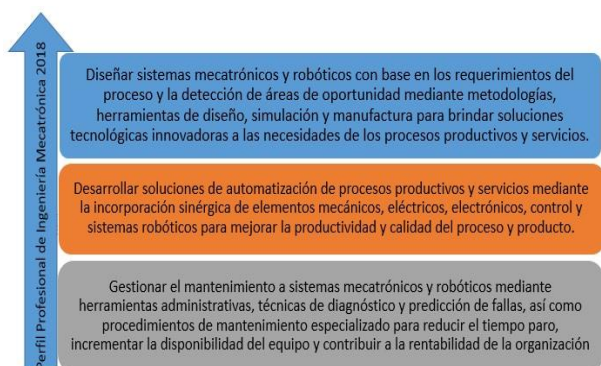 Perfil Profesional de Ingeniería Mecatrónica 2018
Diseñar sistemas mecatrónicos y robóticos con base en los requerimientos del
proceso y la detección de áreas de oportunidad mediante metodologías,
herramientas de diseño, simulación y manufactura para brindar soluciones
tecnológicas innovadoras a las necesidades de los procesos productivos y servicios.
Desarrollar soluciones de automatización de procesos productivos y servicios mediante
la incorporación sinérgica de elementos mecánicos, eléctricos, electrónicos, control y
sistemas robóticos para mejorar la productividad y calidad del proceso y producto.
Gestionar el mantenimiento a sistemas mecatrónicos y robóticos mediante
herramientas administrativas, técnicas de diagnóstico y predicción de fallas, así como
procedimientos de mantenimiento especializado para reducir el tiempo paro,
incrementar la disponibilidad del equipo y contribuir a la rentabilidad de la organización